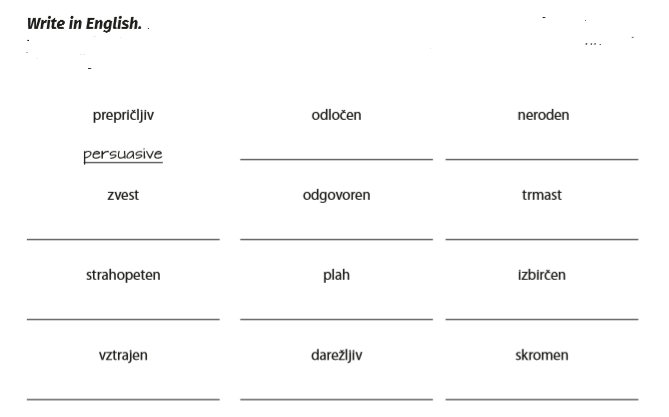 Write in English.
prepričljiv odločen neroden
persuasive
zvest odgovoren trmast
strahopeten plah izbirčen
vztrajen darežljiv skromen